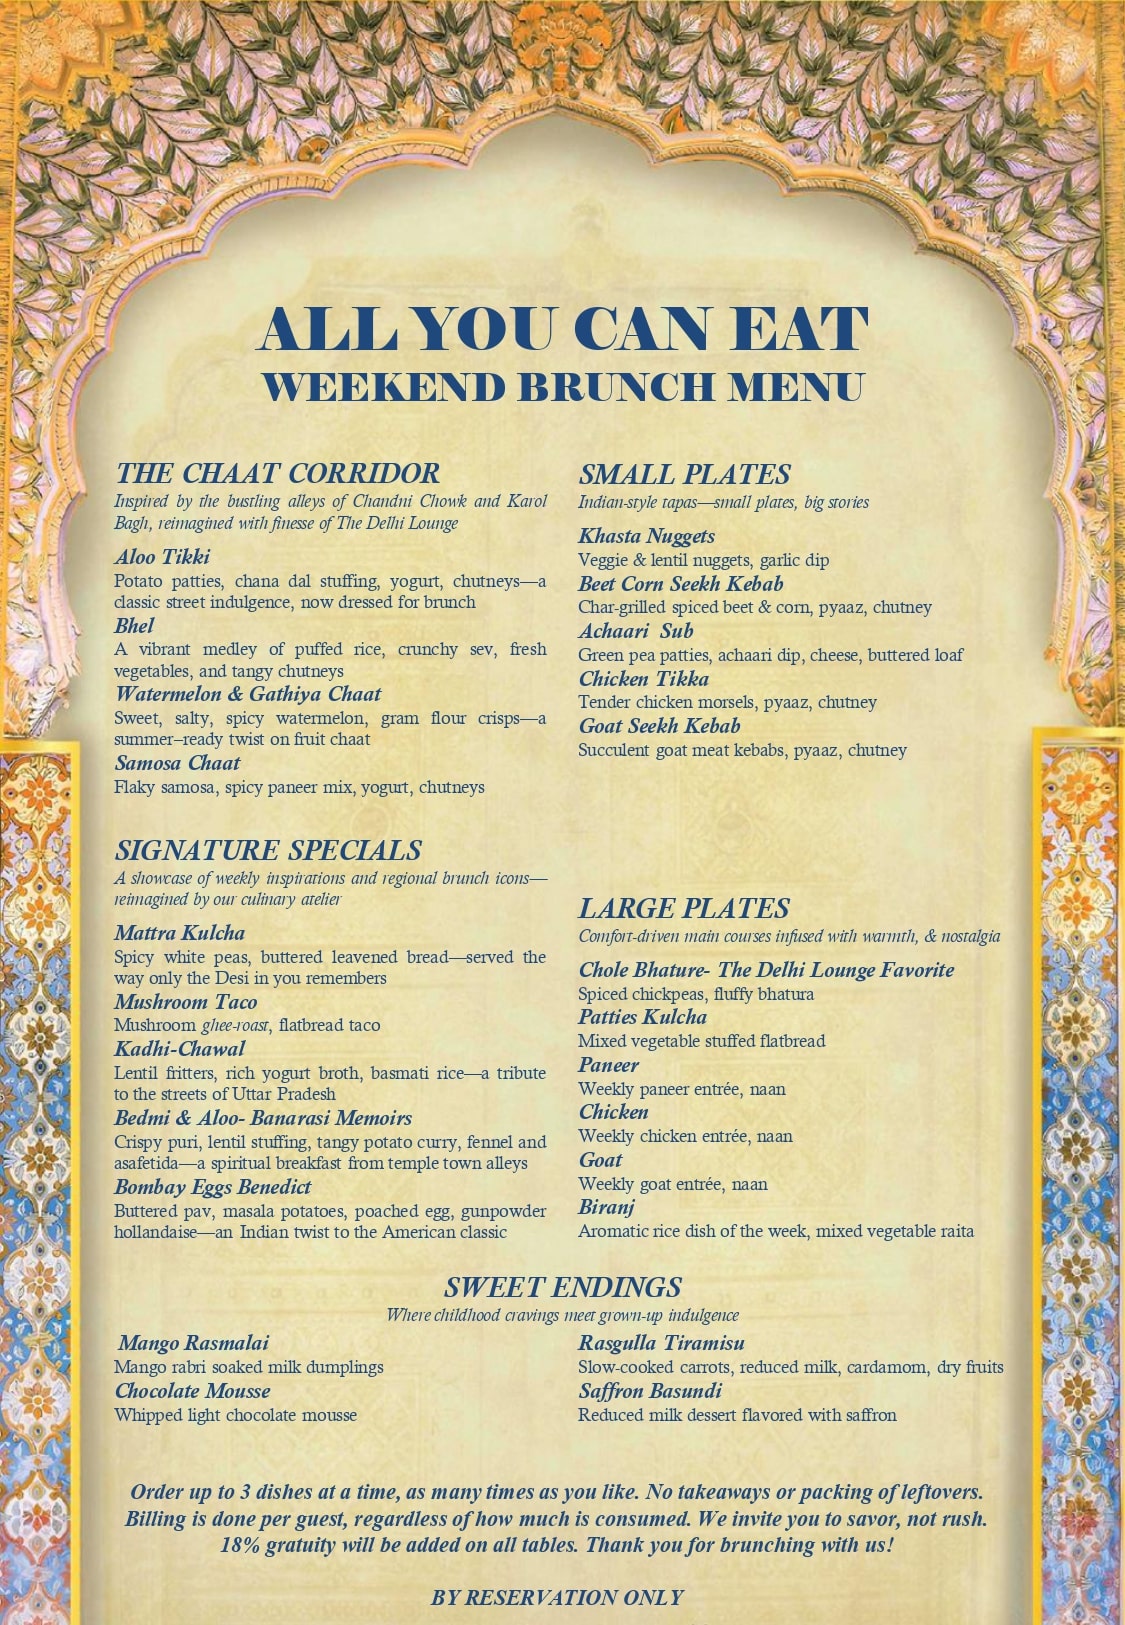 ALL YOU CAN EAT
WEEKEND BRUNCH MENU
THE CHAAT CORRIDOR
Inspired by the bustling alleys of Chandni Chowk and Karol
Bagh, reimagined with finesse of The Delhi Lounge
Aloo Tikki
Potato patties, chana dal stuffing, yogurt, chutneys—a
classic street indulgence, now dressed for brunch
Bhel
A vibrant medley of puffed rice, crunchy sev, fresh
vegetables, and tangy chutneys
Watermelon & Gathiya Chaat
Sweet, salty, spicy watermelon, gram flour crisps—a
summer–ready twist on fruit chaat
Samosa Chaat
Flaky samosa, spicy paneer mix, yogurt, chutneys
SIGNATURE SPECIALS
A showcase of weekly inspirations and regional brunch icons—
reimagined by our culinary atelier
Mattra Kulcha
Spicy white peas, buttered leavened bread—served the
way only the Desi in you remembers
Mushroom Taco
Mushroom ghee-roast, flatbread taco
Kadhi-Chawal
Lentil fritters, rich yogurt broth, basmati rice—a tribute
to the streets of Uttar Pradesh
Bedmi & Aloo- Banarasi Memoirs
Crispy puri, lentil stuffing, tangy potato curry, fennel and
asafetida—a spiritual breakfast from temple town alleys
Bombay Eggs Benedict
Buttered pav, masala potatoes, poached egg, gunpowder
hollandaise—an Indian twist to the American classic
SMALL PLATES
Indian-style tapas—small plates, big stories
Khasta Nuggets
Veggie & lentil nuggets, garlic dip
Beet Corn Seekh Kebab
Char-grilled spiced beet & corn, pyaaz, chutney
Achaari Sub
Green pea patties, achaari dip, cheese, buttered loaf
Chicken Tikka
Tender chicken morsels, pyaaz, chutney
Goat Seekh Kebab
Succulent goat meat kebabs, pyaaz, chutney
LARGE PLATES
Comfort-driven main courses infused with warmth, & nostalgia
Chole Bhature- The Delhi Lounge Favorite
Spiced chickpeas, fluffy bhatura
Patties Kulcha
Mixed vegetable stuffed flatbread
Paneer
Weekly paneer entrée, naan
Chicken
Weekly chicken entrée, naan
Goat
Weekly goat entrée, naan
Biranj
Aromatic rice dish of the week, mixed vegetable raita
SWEET ENDINGS
Where childhood cravings meet grown-up indulgence
Mango Rasmalai
Mango rabri soaked milk dumplings
Chocolate Mousse
Whipped light chocolate mousse
Rasgulla Tiramisu
Slow-cooked carrots, reduced milk, cardamom, dry fruits
Saffron Basundi
Reduced milk dessert flavored with saffron
Order up to 3 dishes at a time, as many times as you like. No takeaways or packing of leftovers.
Billing is done per guest, regardless of how much is consumed. We invite you to savor, not rush.
18% gratuity will be added on all tables. Thank you for brunching with us!
BY RESERVATION ONLY